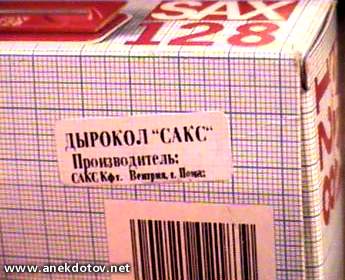 SAX
128
ДЫРОКОЛ "САКС"
Производитель:
САКС Кфт. Венгрия, г. Пома:
www.anekdotov.net